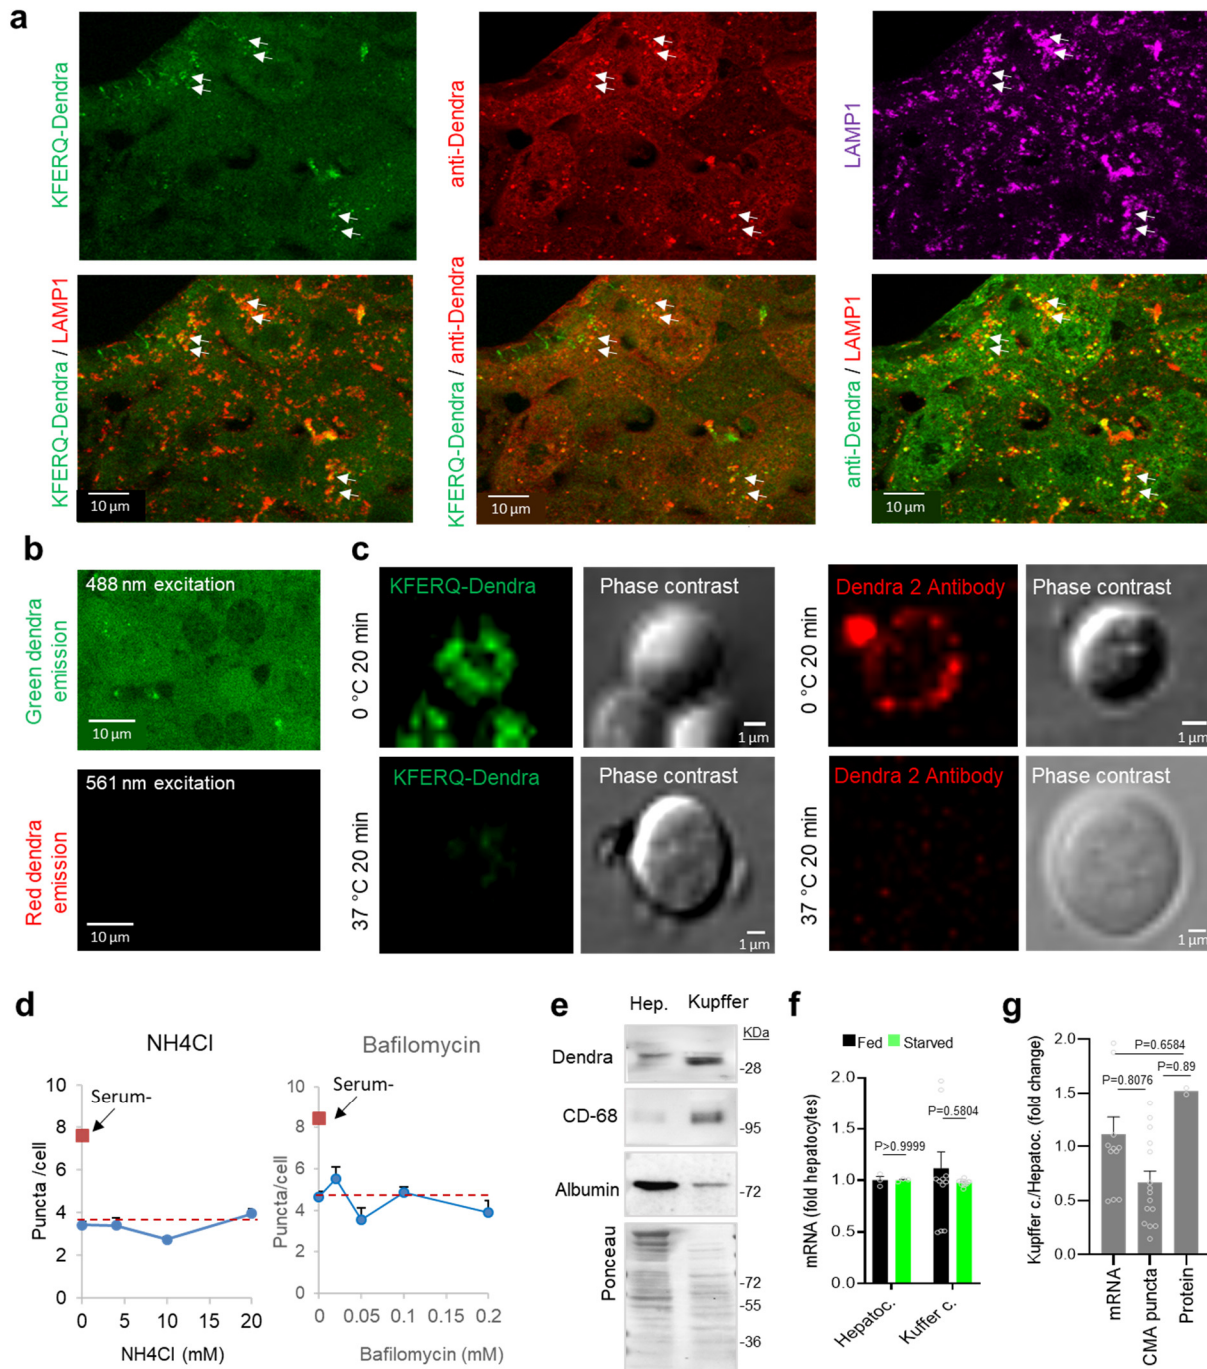 a
KFERQ-Dendra
anti-Dendra
LAMP1
KFERQ-Dendra / LAMP1
10 µm
KFERQ-Dendra / anti-Dendra
10 µm
anti-Dendra / LAMP1
10 µm
b
Green dendra
emission
488 nm excitation
10 µm
Red dendra
emission
561 nm excitation
10 µm
c
0 °C 20 min
KFERQ-Dendra
Phase contrast
1 µm
0 °C 20 min
Dendra 2 Antibody
Phase contrast
1 µm
37 °C 20 min
KFERQ-Dendra
Phase contrast
1 µm
37 °C 20 min
Dendra 2 Antibody
Phase contrast
1 µm
d
NH4Cl
Puncta /cell
10
8
6
4
2
0
Serum-
0 5 10 15 20
NH4Cl (mM)
Bafilomycin
Puncta/cell
10
8
6
4
2
0
Serum-
0 0.05 0.1 0.15 0.2
Bafilomycin (mM)
e
Hep. Kupffer
KDa
Dendra
-28
CD-68
-95
Albumin
-72
Ponceau
-72
-55
-36
f
Fed Starved
mRNA (fold hepatocytes)
2.0
1.5
1.0
0.5
0.0
P>0.9999
P=0.5804
Hepatoc.
Kuffer c.
g
Kupffer c./Hepatoc. (fold change)
2.0
1.5
1.0
0.5
0.0
P=0.6584
P=0.8076
P=0.89
mRNA
CMA puncta
Protein